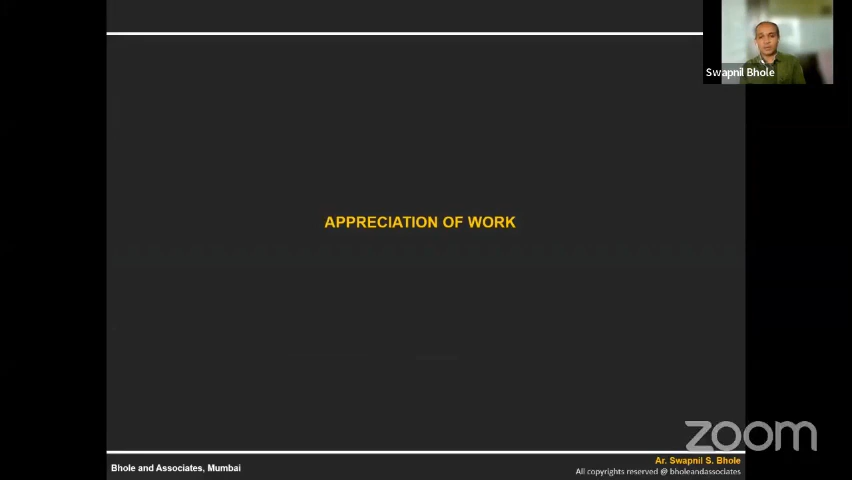 Swapnil Bhole
APPRECIATION OF WORK
zoom
Bhole and Associates, Mumbai
Ar. Swapnil S. Bhole
All copyrights reserved @ bholeandassociates